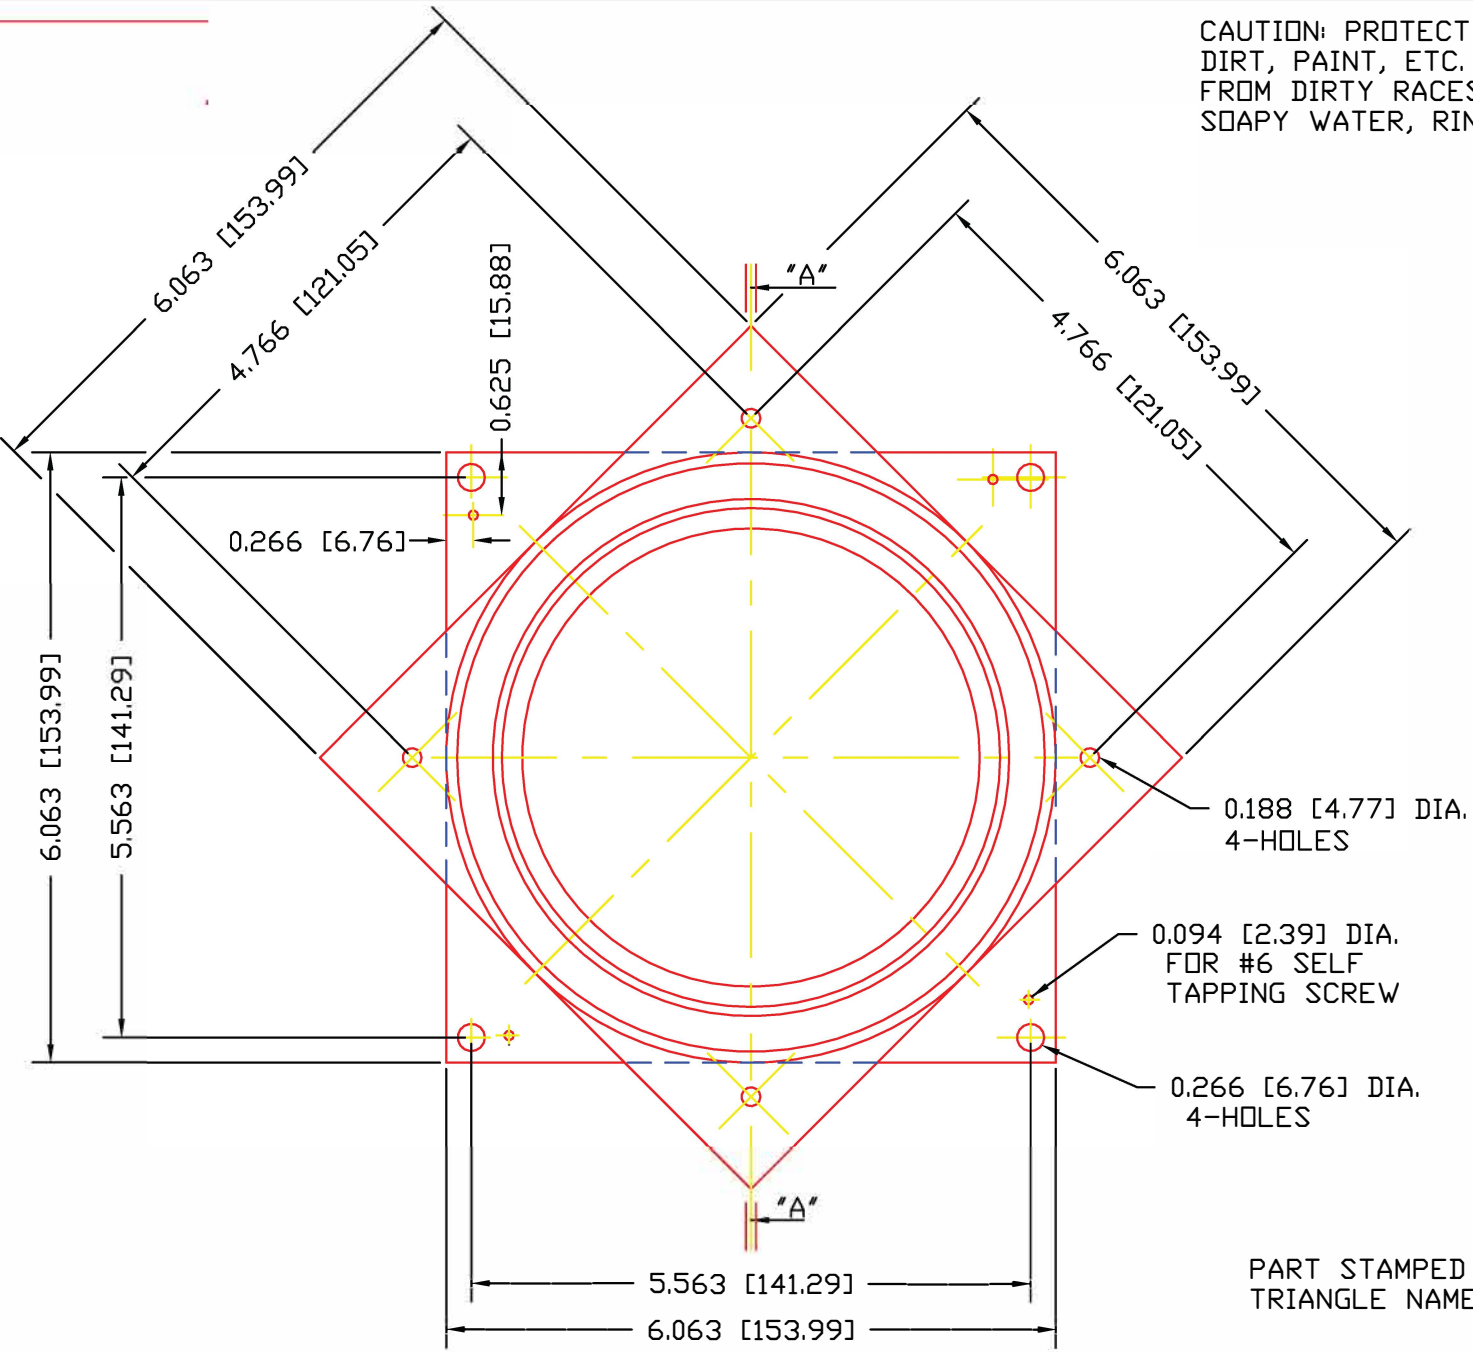 CAUTION: PROTECT
DIRT, PAINT, ETC.
FROM DIRTY RACES
SOAPY WATER, RIN
6.063 [153.99]
4.766 [121.05]
0.625 [15.88]
"A"
6.063 [153.99]
4.766 [121.05]
0.266 [6.76]
6.063 [153.99]
5.563 [141.29]
0.188 [4.77] DIA.
4-HOLES
0.094 [2.39] DIA.
FOR #6 SELF
TAPPING SCREW
0.266 [6.76] DIA.
4-HOLES
"A"
5.563 [141.29]
6.063 [153.99]
PART STAMPED
TRIANGLE NAME